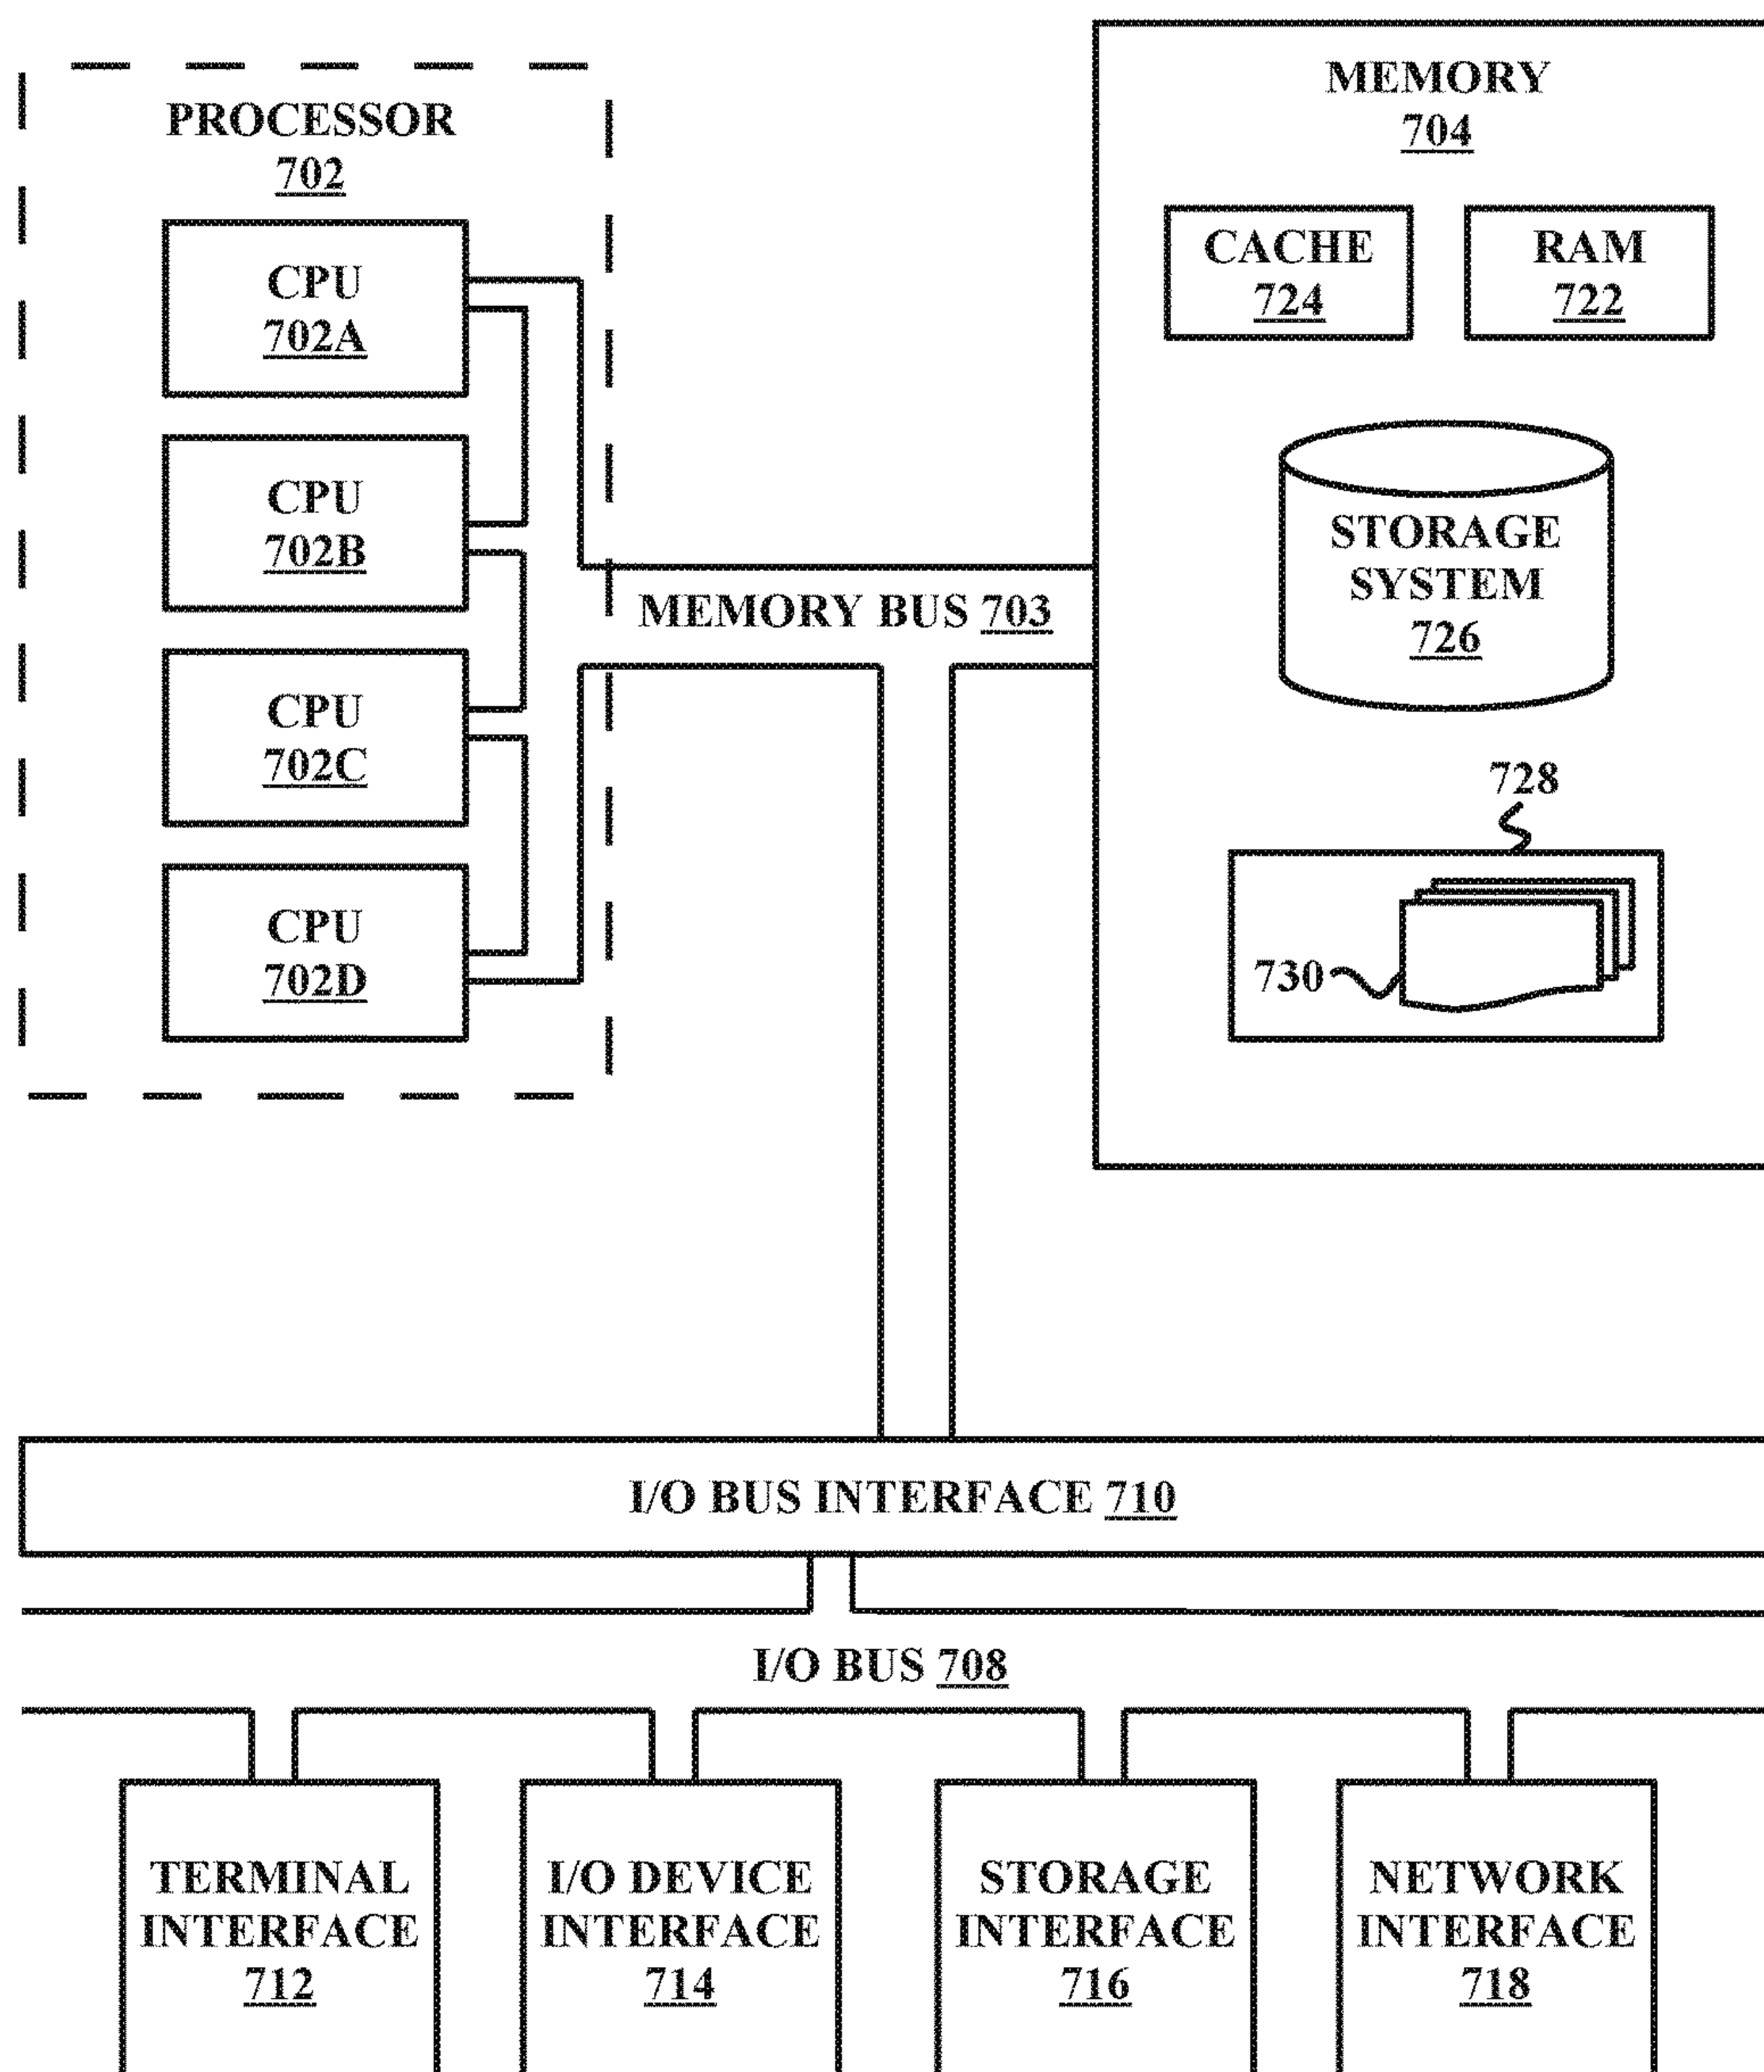 PROCESSOR
702
CPU
702A
CPU
702B
CPU
702C
CPU
702D
MEMORY BUS 703
MEMORY
704
CACHE
724
RAM
722
STORAGE
SYSTEM
726
728
730
I/O BUS INTERFACE 710
I/O BUS 708
TERMINAL
INTERFACE
712
I/O DEVICE
INTERFACE
714
STORAGE
INTERFACE
716
NETWORK
INTERFACE
718